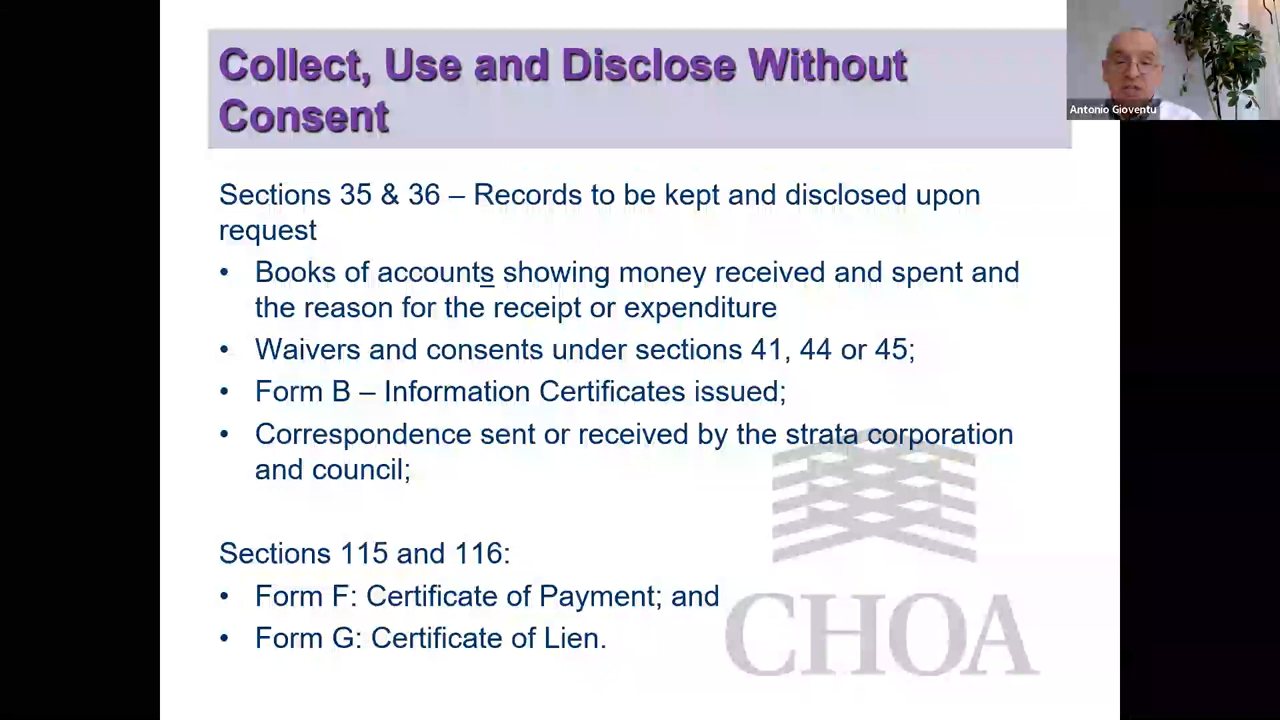 Collect, Use and Disclose Without
Consent
Antonio Gioventu
Sections 35 & 36 – Records to be kept and disclosed upon
request
• Books of accounts showing money received and spent and
the reason for the receipt or expenditure
• Waivers and consents under sections 41, 44 or 45;
• Form B – Information Certificates issued;
• Correspondence sent or received by the strata corporation
and council;
Sections 115 and 116:
• Form F: Certificate of Payment; and
• Form G: Certificate of Lien.
CHOA